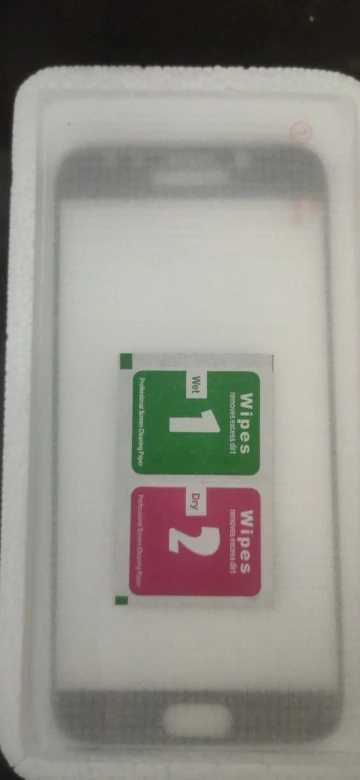 Wipes
removes excess dirt
Wet
1
Professional Screen Cleaning Paper
Wipes
removes excess dirt
Dry
2
Professional Screen Cleaning Paper